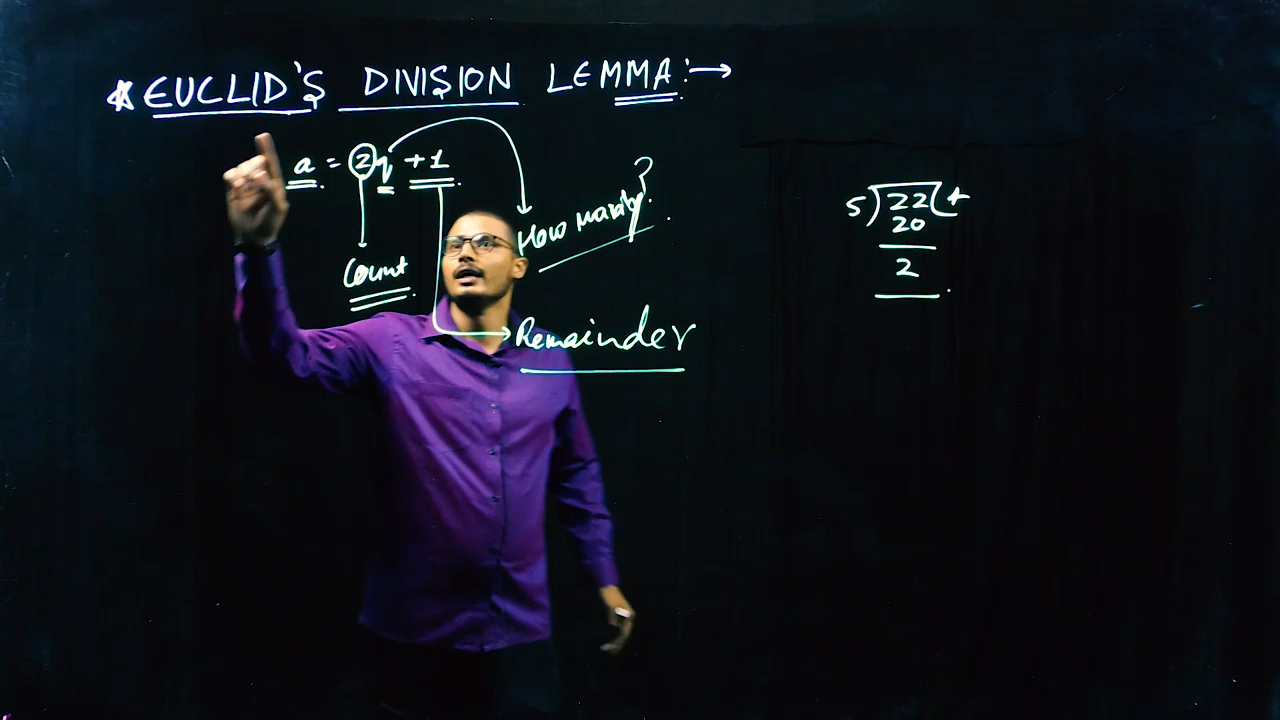 * EUCLID'S DIVISION LEMMA:→
a = 2q + 1
How many?
Count
Remainder
5) 22 (4
20
2